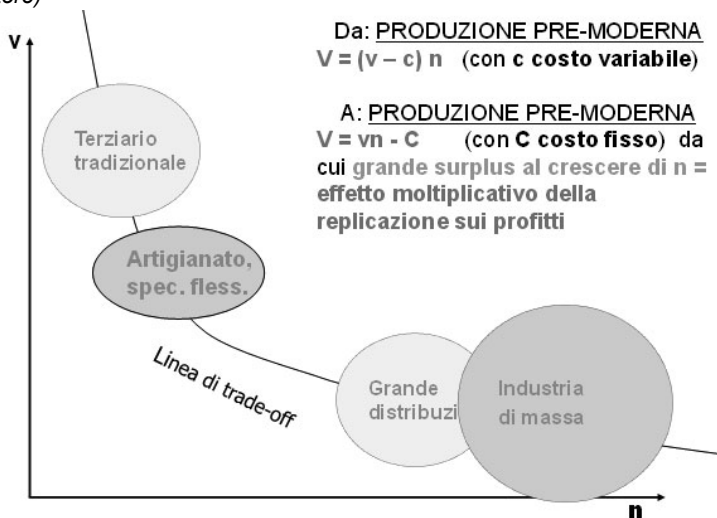 v
Da: PRODUZIONE PRE-MODERNA
V = (v – c) n (con c costo variabile)
A: PRODUZIONE PRE-MODERNA
V = vn - C (con C costo fisso) da
cui grande surplus al crescere di n =
effetto moltiplicativo della
replicazione sui profitti
Terziario
tradizionale
Artigianato,
spec. fless.
Linea di trade-off
Grande
distribuzi
Industria
di massa
n